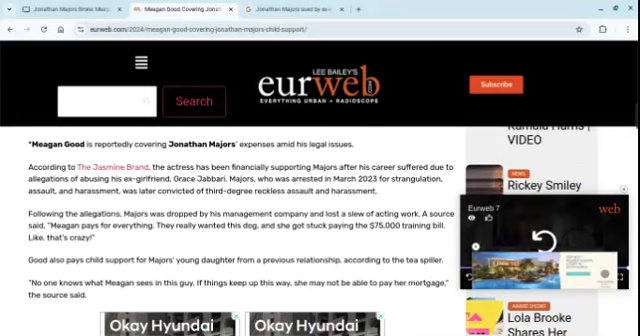 Jonathan Majors Broke: Meag
Meagan Good Covering Jonat
Jonathan Majors sued by ex-
eurweb.com/2024/meagan-good-covering-jonathan-majors-child-support/
LEE BAILEY'S
eurweb.com
EVERYTHING URBAN + RADIOSCOPE
Search
Subscribe
"Meagan Good is reportedly covering Jonathan Majors' expenses amid his legal issues.
According to The Jasmine Brand, the actress has been financially supporting Majors after his career suffered due to
allegations of abusing his ex-girlfriend, Grace Jabbari. Majors, who was arrested in March 2023 for strangulation,
assault, and harassment, was later convicted of third-degree reckless assault and harassment.
Following the allegations, Majors was dropped by his management company and lost a slew of acting work. A source
said, "Meagan pays for everything. They really wanted this dog, and she got stuck paying the $75,000 training bill.
Like, that's crazy!"
Good also pays child support for Majors' young daughter from a previous relationship, according to the tea spiller.
"No one knows what Meagan sees in this guy. If things keep up this way, she may not be able to pay her mortgage,"
the source said.
Okay Hyundai
Okay Hyundai
Kamala Harris |
VIDEO
NEWS
Rickey Smiley
Eurweb 7
web
AWARD SHOWS
Lola Brooke
Shares Her